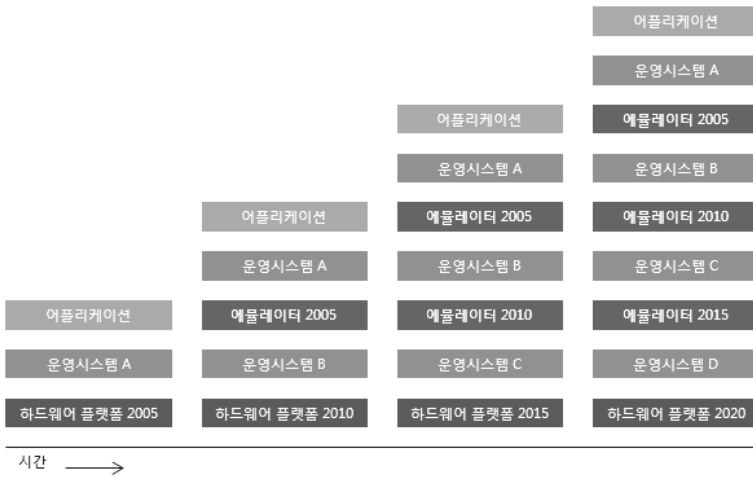 어플리케이션
운영시스템 A
어플리케이션 에뮬레이터 2005
운영시스템 A 운영시스템 B
어플리케이션 에뮬레이터 2005 에뮬레이터 2010
운영시스템 A 운영시스템 B 운영시스템 C
어플리케이션 에뮬레이터 2005 에뮬레이터 2010 에뮬레이터 2015
운영시스템 A 운영시스템 B 운영시스템 C 운영시스템 D
하드웨어 플랫폼 2005 하드웨어 플랫폼 2010 하드웨어 플랫폼 2015 하드웨어 플랫폼 2020
시간